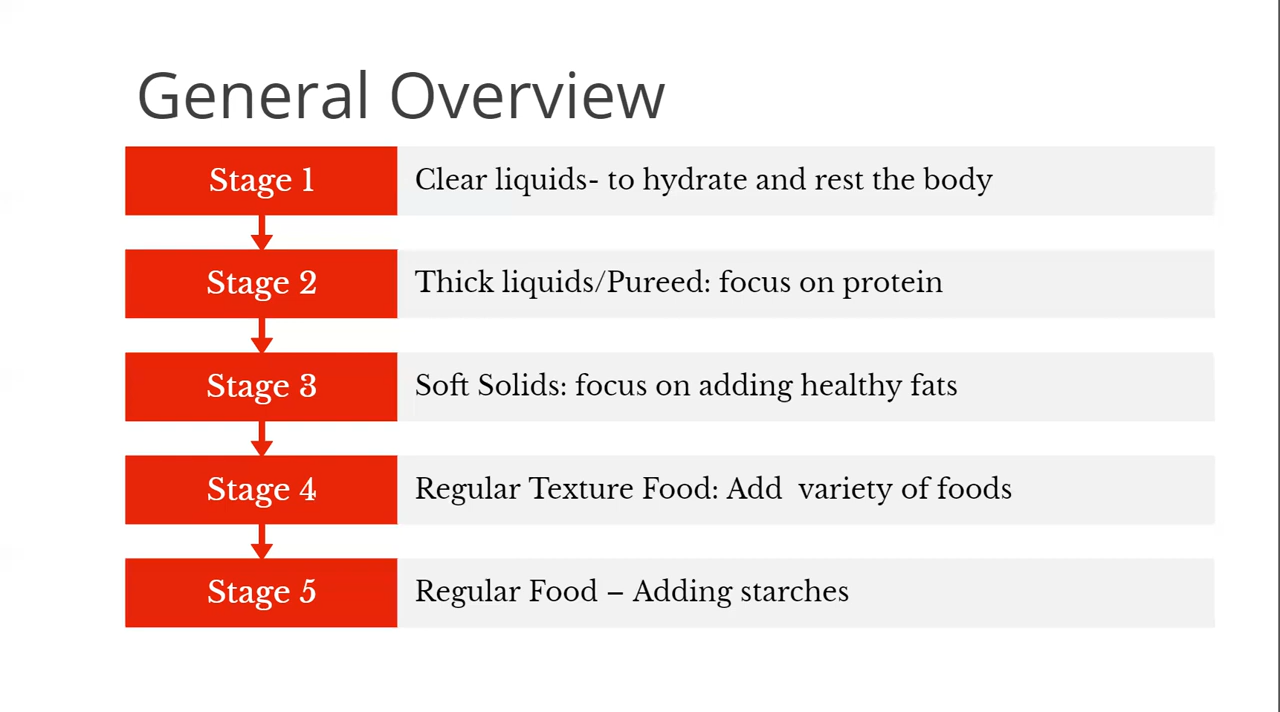 General Overview
Stage 1
Clear liquids- to hydrate and rest the body
Stage 2
Thick liquids/Pureed: focus on protein
Stage 3
Soft Solids: focus on adding healthy fats
Stage 4
Regular Texture Food: Add  variety of foods
Stage 5
Regular Food – Adding starches